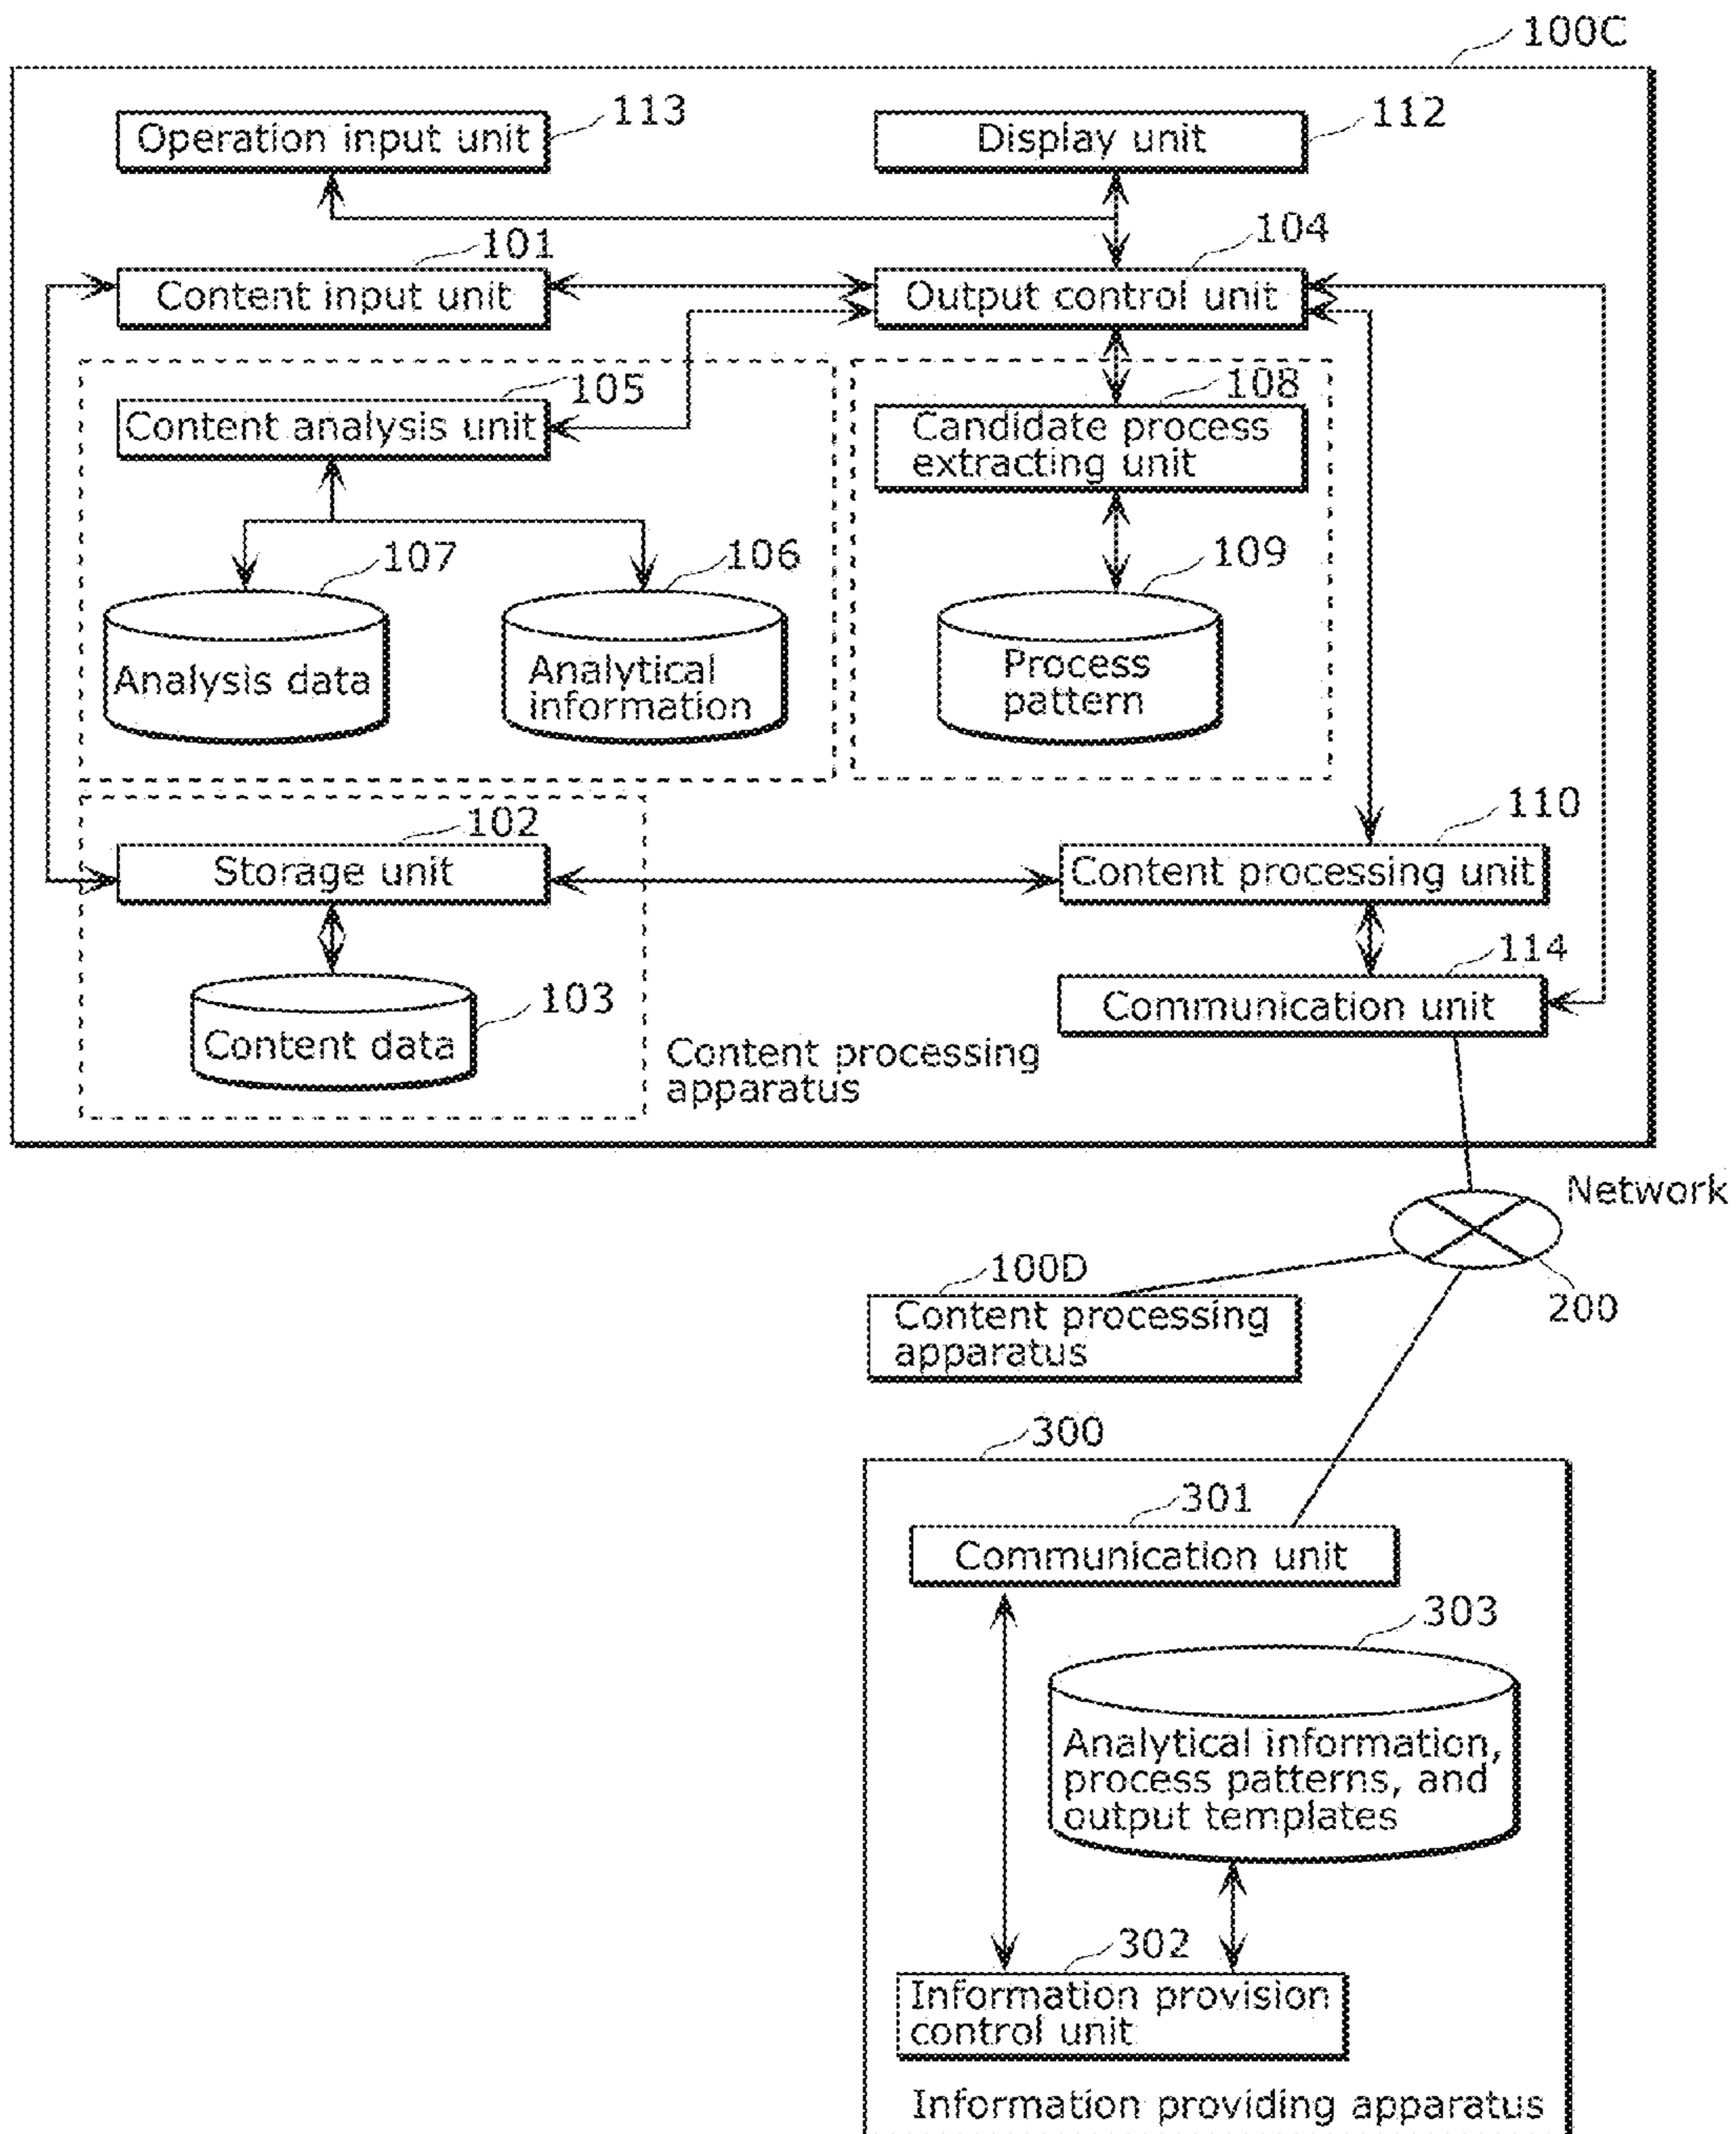 100C
Operation input unit
113
Display unit
112
101
Content input unit
104
Output control unit
105
Content analysis unit
108
Candidate process
extracting unit
107
Analysis data
106
Analytical
information
109
Process
pattern
102
Storage unit
110
Content processing unit
103
Content data
114
Communication unit
Content processing
apparatus
Network
200
100D
Content processing
apparatus
300
301
Communication unit
303
Analytical information,
process patterns, and
output templates
302
Information provision
control unit
Information providing apparatus